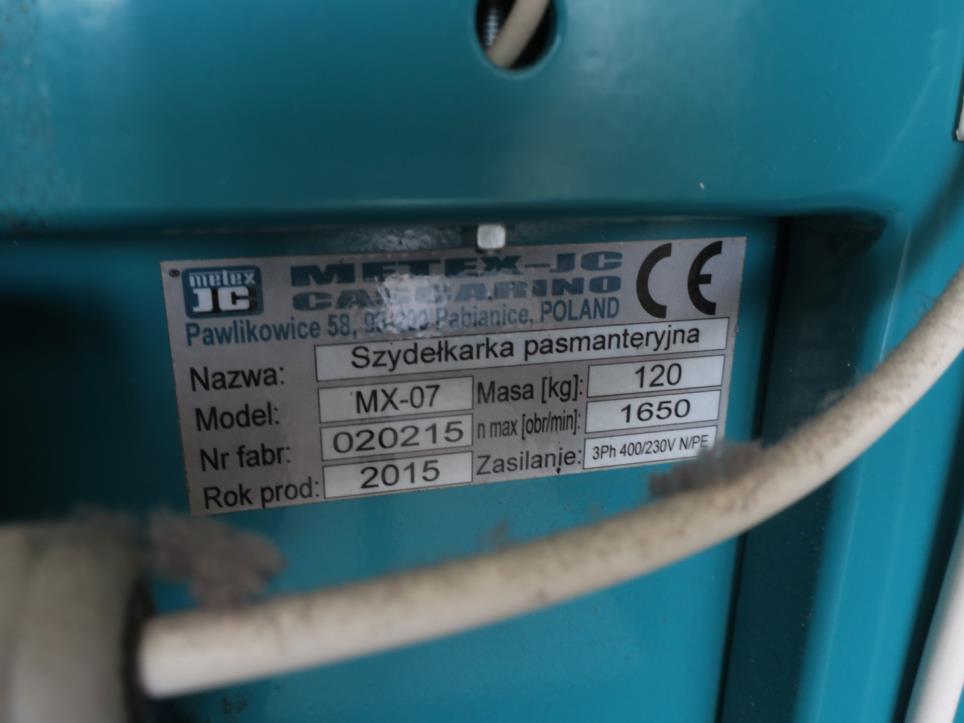 metex
JC
METEX-JC
CASCARINO
CE
Pawlikowice 58, Pabianice, POLAND
Nazwa: Szydełkarka pasmanteryjna
Model: MX-07 Masa [kg]: 120
Nr fabr: 020215 n max [obr/min]: 1650
Rok prod: 2015 Zasilanie: 3Ph 400/230V N/PE